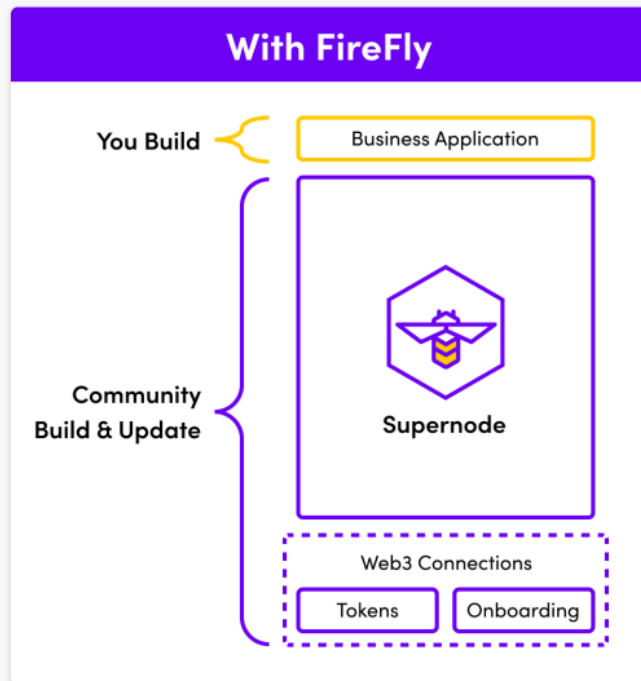 With FireFly
You Build
Business Application
Community
Build & Update
Supernode
Web3 Connections
Tokens
Onboarding